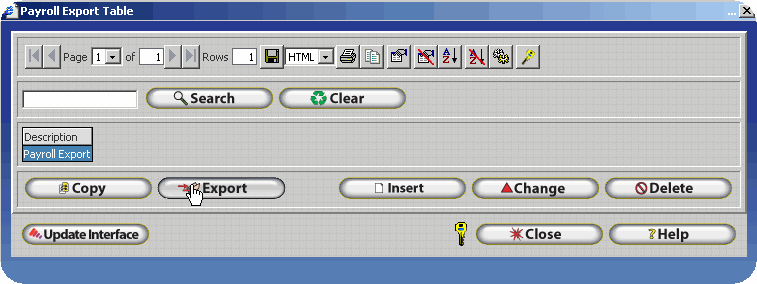 Payroll Export Table ...
Page 1 of 1 Rows 1 HTML
Search Clear
Description
Payroll Export
Copy Export Insert Change Delete
Update Interface Close ?Help